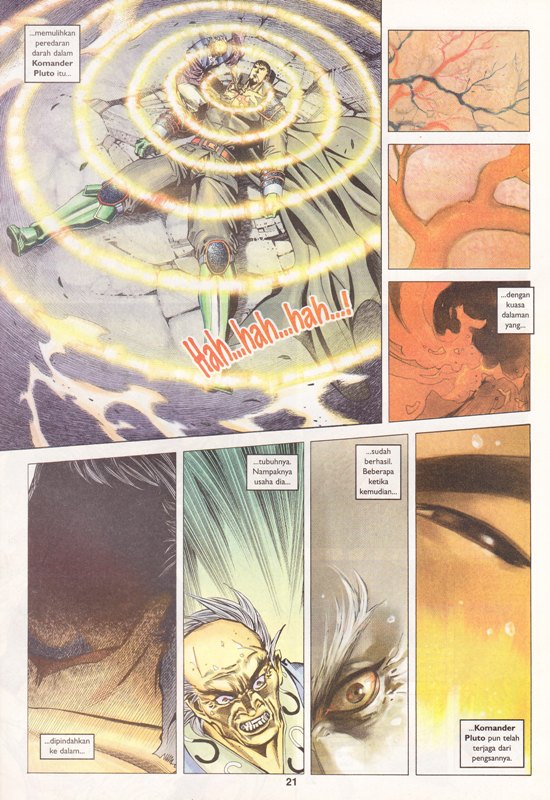 ...memulihkan
peredaran
darah dalam
Komander
Pluto itu...
Hah...hah...hah...!
...dengan
kuasa
dalaman
yang...
...dipindahkan
ke dalam...
...tubuhnya.
Nampaknya
usaha dia...
...sudah
berhasil.
Beberapa
ketika
kemudian...
...Komander
Pluto pun telah
terjaga dari
pengsannya.
21